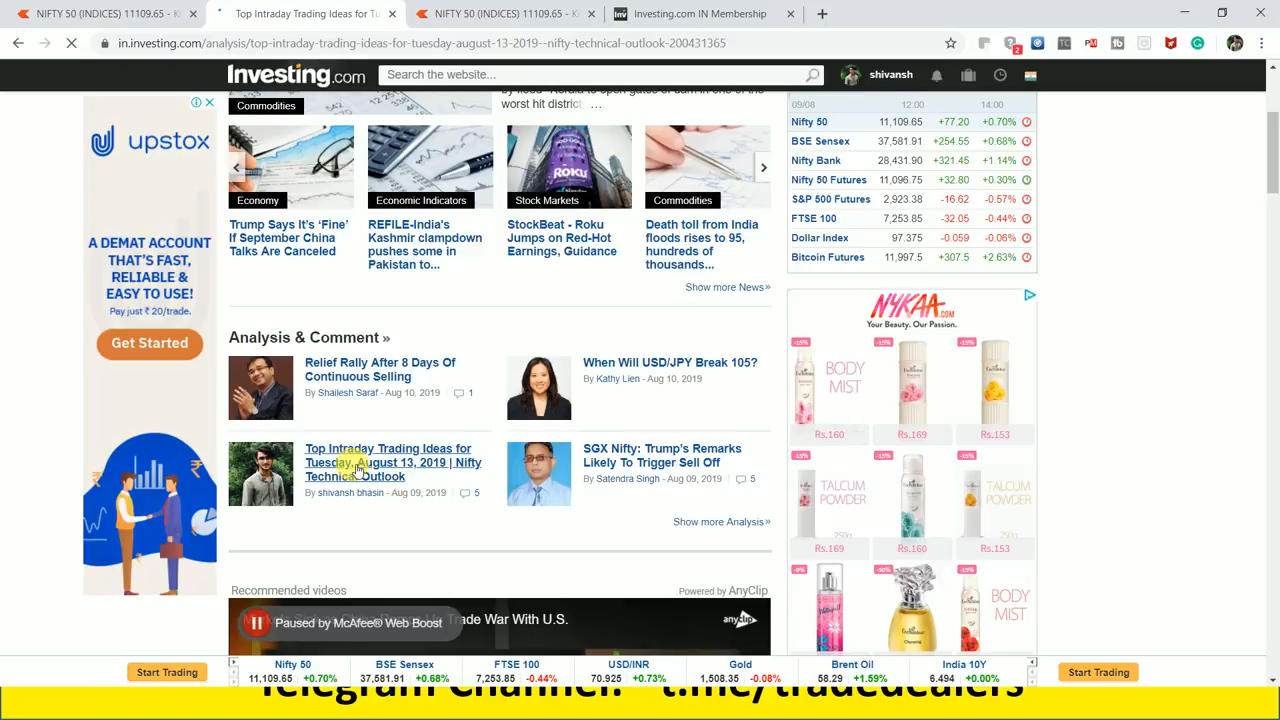 NIFTY 50 (INDICES) 11109.65 - K
Top Intraday Trading Ideas for Tu
NIFTY 50 (INDICES) 11109.65 - K
Investing.com IN Membership
in.investing.com/analysis/top-intraday-trading-ideas-for-tuesday-august-13-2019--nifty-technical-outlook-200431365
Investing.com
Search the website...
shivansh
Commodities
by flood
worst hit districts ...
09/08 12:00 14:00
Nifty 50 11,109.65 +77.20 +0.70%
BSE Sensex 37,581.91 +254.55 +0.68%
Nifty Bank 28,431.90 +321.45 +1.14%
Nifty 50 Futures 11,096.75 +32.80 +0.30%
S&P 500 Futures 2,923.38 -16.62 -0.57%
FTSE 100 7,253.85 -32.05 -0.44%
Dollar Index 97.375 -0.059 -0.06%
Bitcoin Futures 11,997.5 +307.5 +2.63%
upstox
A DEMAT ACCOUNT
THAT'S FAST,
RELIABLE &
EASY TO USE!
Pay just ₹ 20/trade.
Get Started
ROKU
Economy
Economic Indicators
Stock Markets
Commodities
Trump Says It's 'Fine'
If September China
Talks Are Canceled
REFILE-India's
Kashmir clampdown
pushes some in
Pakistan to...
StockBeat - Roku
Jumps on Red-Hot
Earnings, Guidance
Death toll from India
floods rises to 95,
hundreds of
thousands...
Show more News»
Analysis & Comment »
Relief Rally After 8 Days Of
Continuous Selling
By Shailesh Saraf - Aug 10, 2019 1
When Will USD/JPY Break 105?
By Kathy Lien - Aug 10, 2019
Top Intraday Trading Ideas for
Tuesday, August 13, 2019 | Nifty
Technical Outlook
By shivansh bhasin - Aug 09, 2019 5
SGX Nifty: Trump's Remarks
Likely To Trigger Sell Off
By Satendra Singh - Aug 09, 2019 5
Show more Analysis»
NYKAA.COM
Your Beauty. Our Passion.
-15% -15% -15%
BODY
MIST
Rs.160 Rs.169 Rs.153
-15% -15% -15%
TALCUM
POWDER
250g
Rs.169 Rs.160 Rs.153
BODY
MIST
Recommended videos
Powered by AnyClip
Trade War With U.S.
Paused by McAfee® Web Boost
anyclip
Start Trading
Nifty 50 BSE Sensex FTSE 100 USD/INR Gold Brent Oil India 10Y
11,109.65 +0.70% 37,581.91 +0.68% 7,253.85 -0.44% 70.925 +0.73% 1,508.35 -0.08% 58.29 +1.59% 6.494 +0.00%
Start Trading
Telegram Channel: t.me/tradedealers